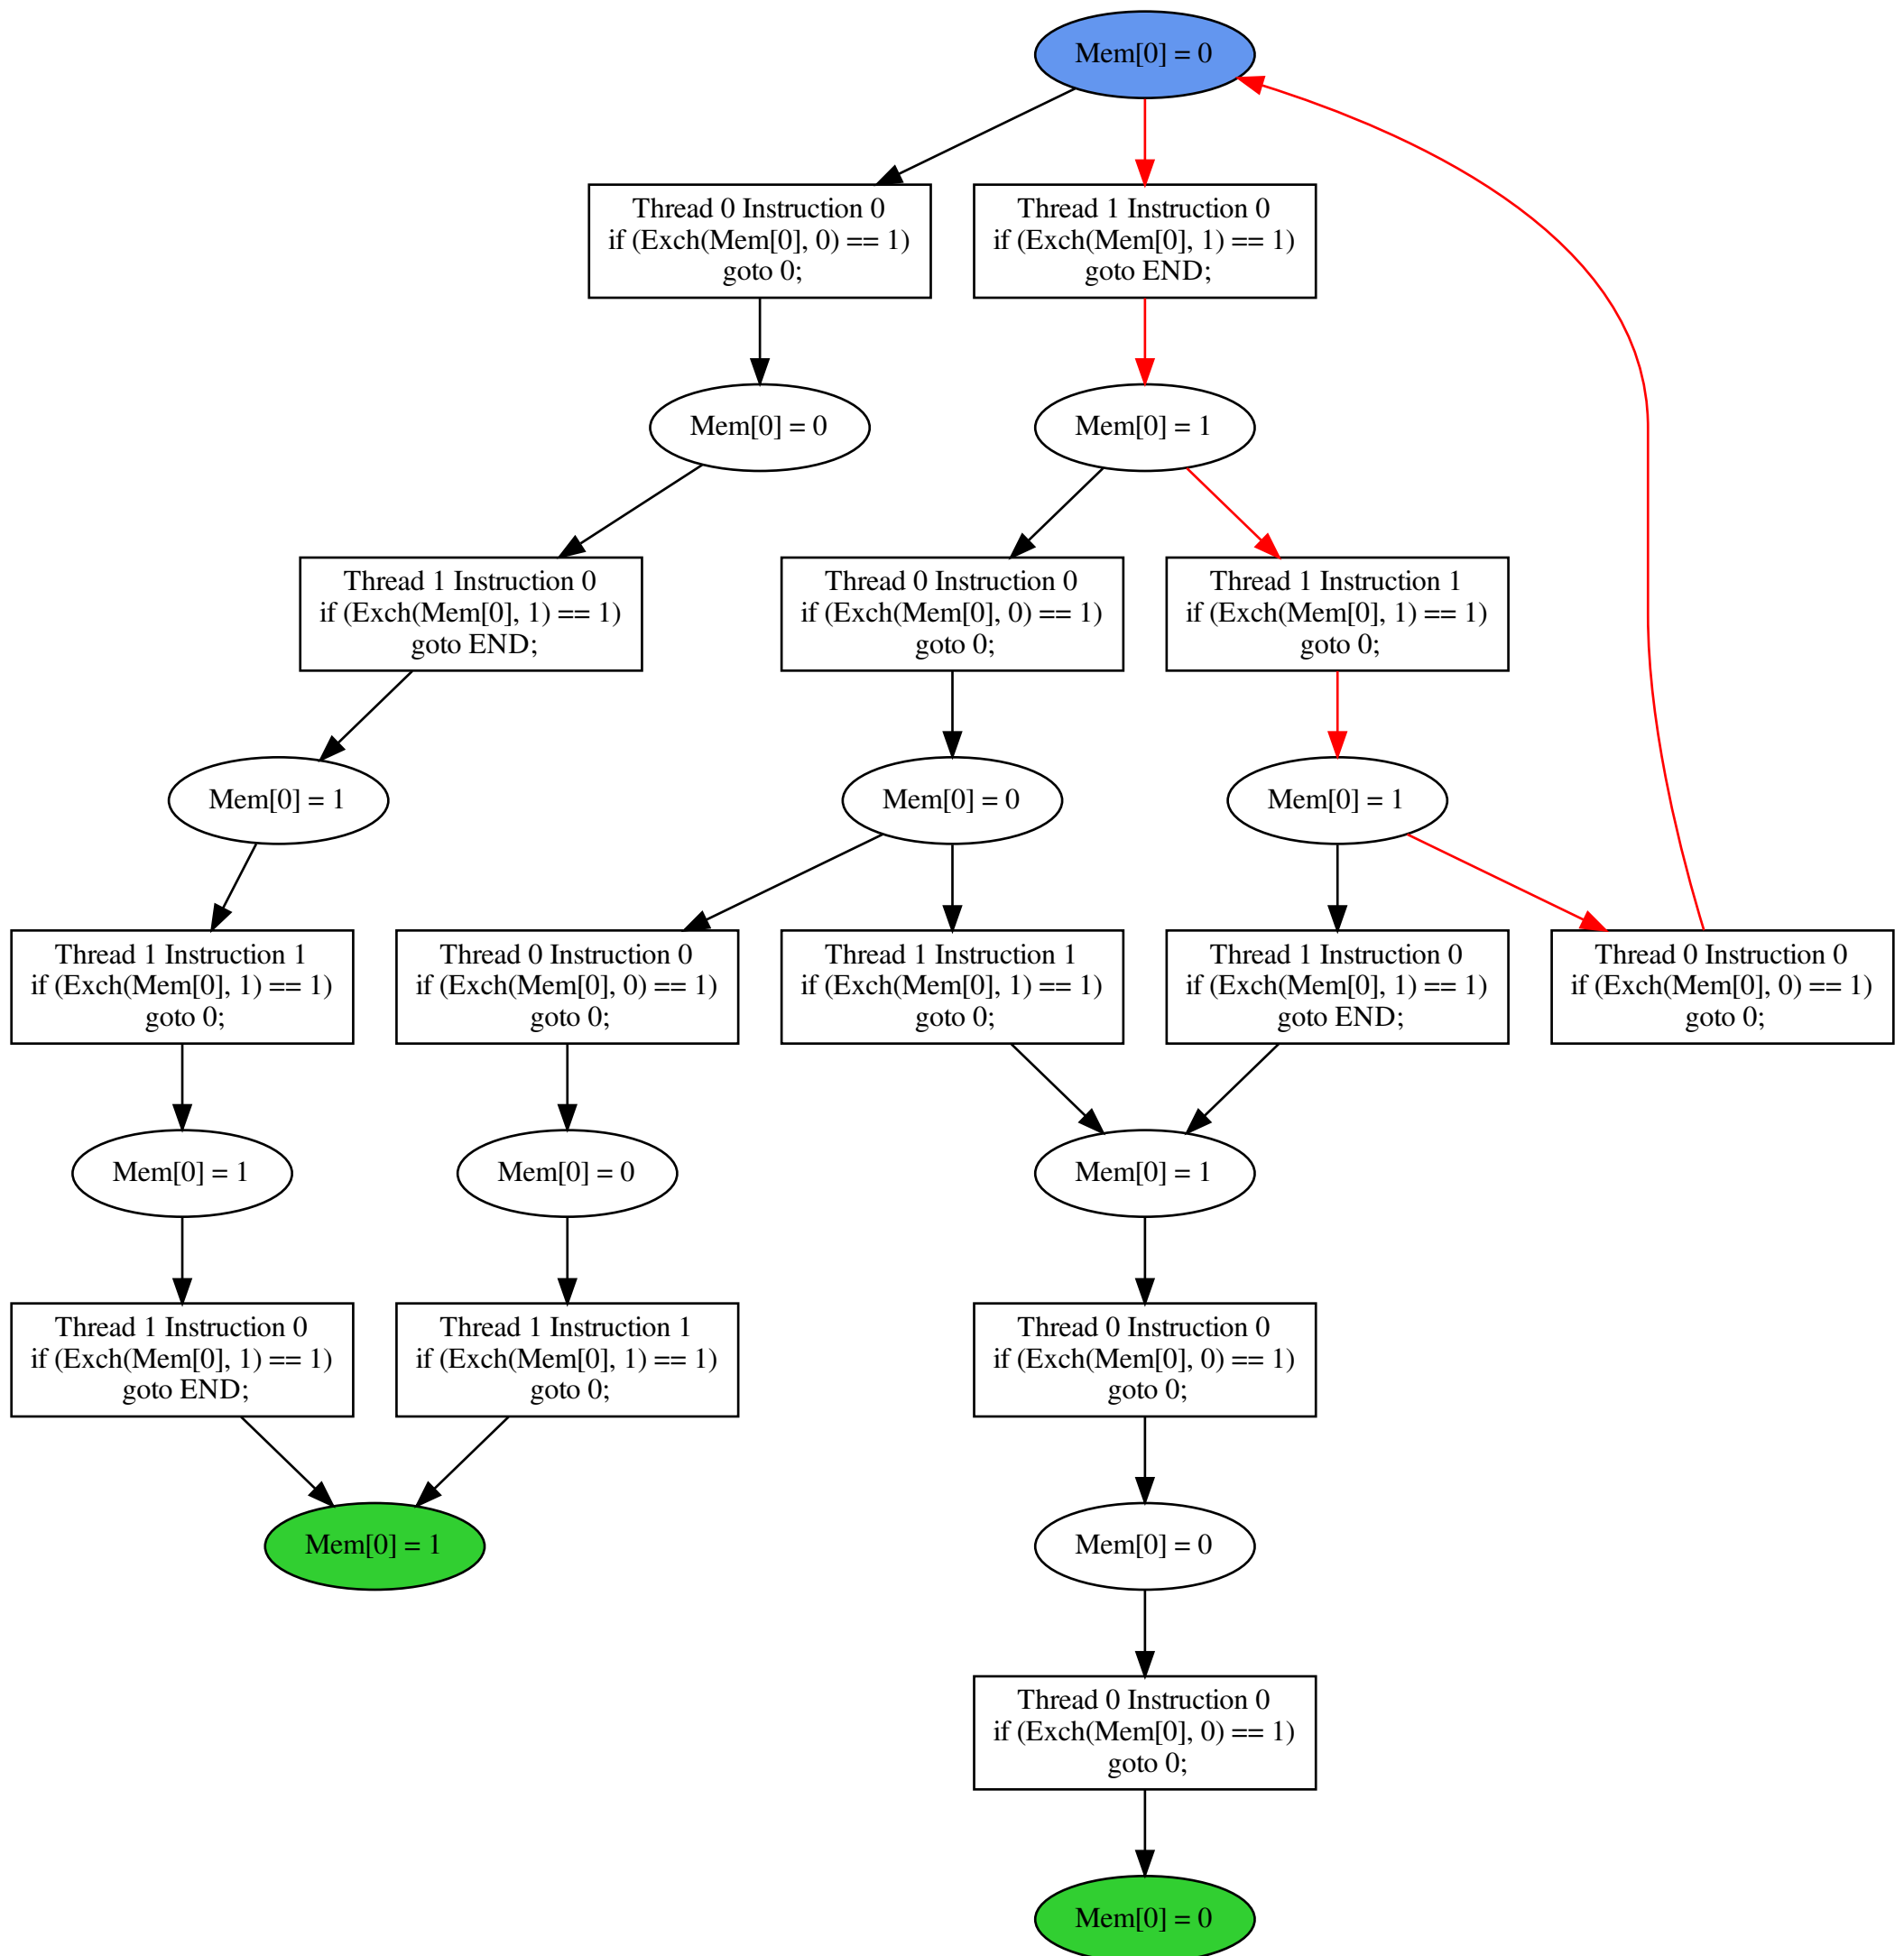 Mem[0] = 0
Thread 0 Instruction 0
if (Exch(Mem[0], 0) == 1)
goto 0;
Thread 1 Instruction 0
if (Exch(Mem[0], 1) == 1)
goto END;
Mem[0] = 0
Mem[0] = 1
Thread 1 Instruction 0
if (Exch(Mem[0], 1) == 1)
goto END;
Thread 0 Instruction 0
if (Exch(Mem[0], 0) == 1)
goto 0;
Thread 1 Instruction 1
if (Exch(Mem[0], 1) == 1)
goto 0;
Mem[0] = 1
Mem[0] = 0
Mem[0] = 1
Thread 1 Instruction 1
if (Exch(Mem[0], 1) == 1)
goto 0;
Thread 0 Instruction 0
if (Exch(Mem[0], 0) == 1)
goto 0;
Thread 1 Instruction 1
if (Exch(Mem[0], 1) == 1)
goto 0;
Thread 1 Instruction 0
if (Exch(Mem[0], 1) == 1)
goto END;
Thread 0 Instruction 0
if (Exch(Mem[0], 0) == 1)
goto 0;
Mem[0] = 1
Mem[0] = 0
Mem[0] = 1
Thread 1 Instruction 0
if (Exch(Mem[0], 1) == 1)
goto END;
Thread 1 Instruction 1
if (Exch(Mem[0], 1) == 1)
goto 0;
Thread 0 Instruction 0
if (Exch(Mem[0], 0) == 1)
goto 0;
Mem[0] = 1
Mem[0] = 0
Thread 0 Instruction 0
if (Exch(Mem[0], 0) == 1)
goto 0;
Mem[0] = 0